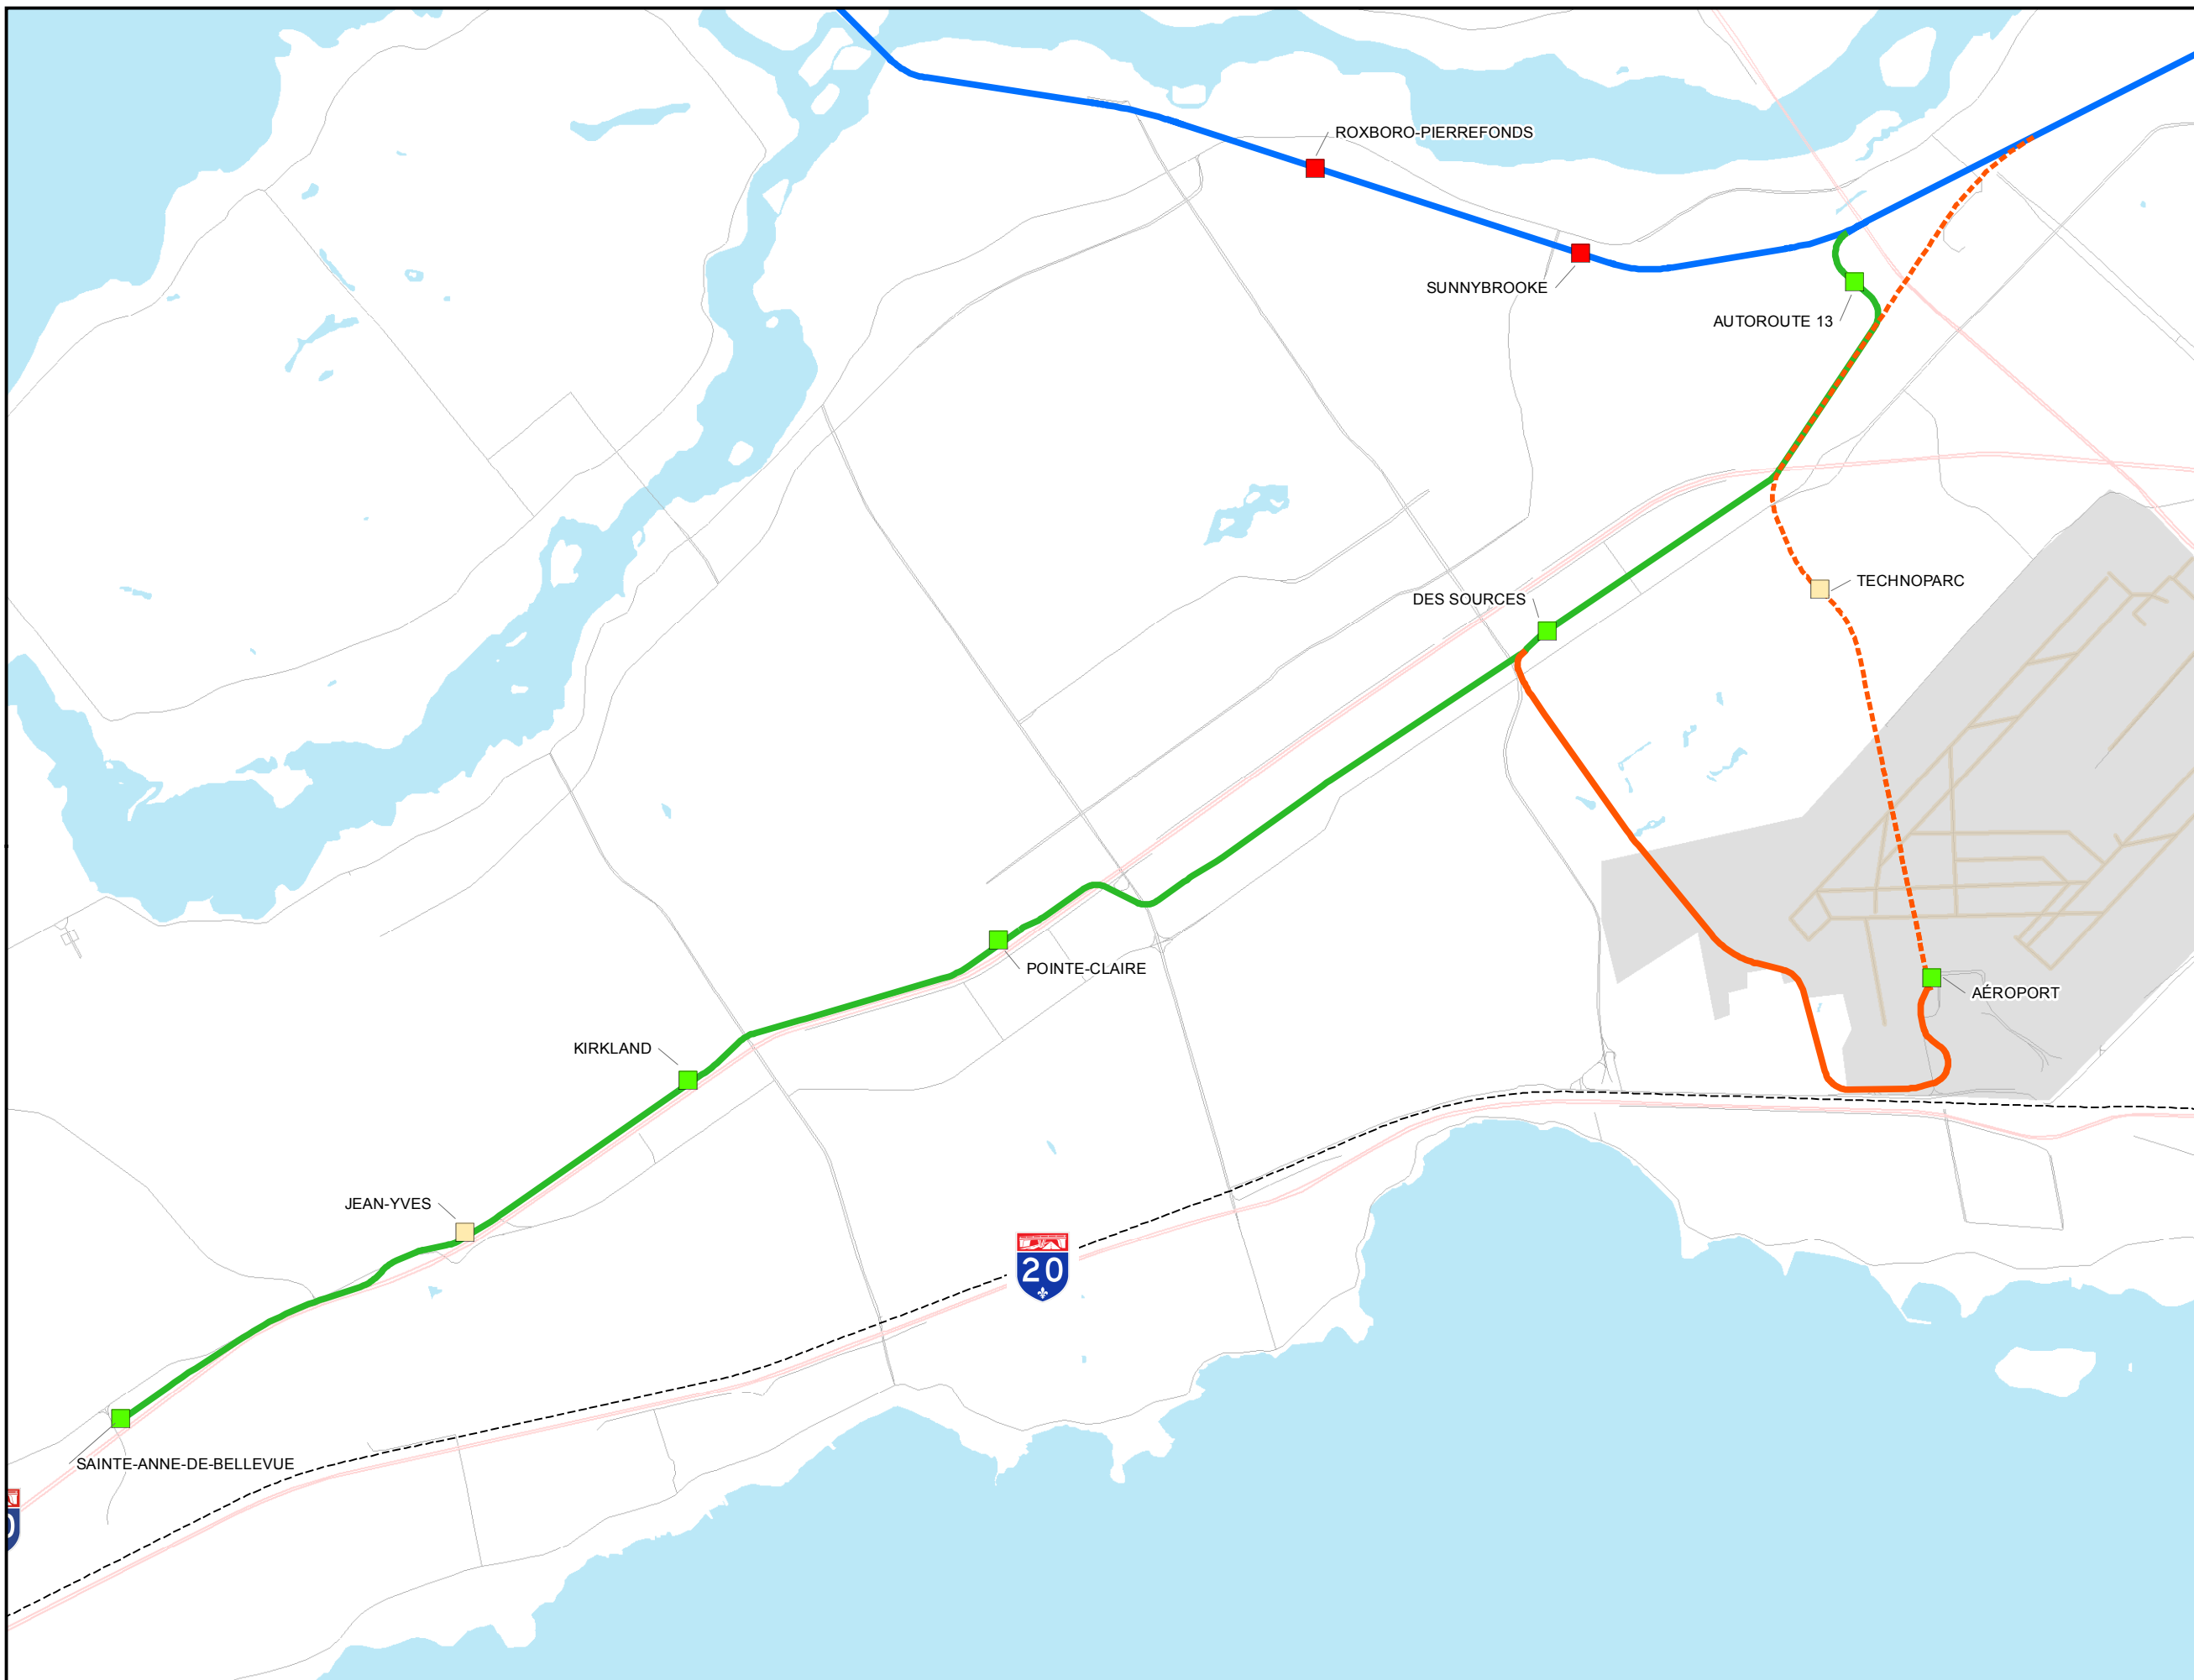 ROXBORO-PIERREFONDS
SUNNYBROOKE
AUTOROUTE 13
TECHNOPARC
DES SOURCES
POINTE-CLAIRE
AÉROPORT
KIRKLAND
JEAN-YVES
20
SAINTE-ANNE-DE-BELLEVUE